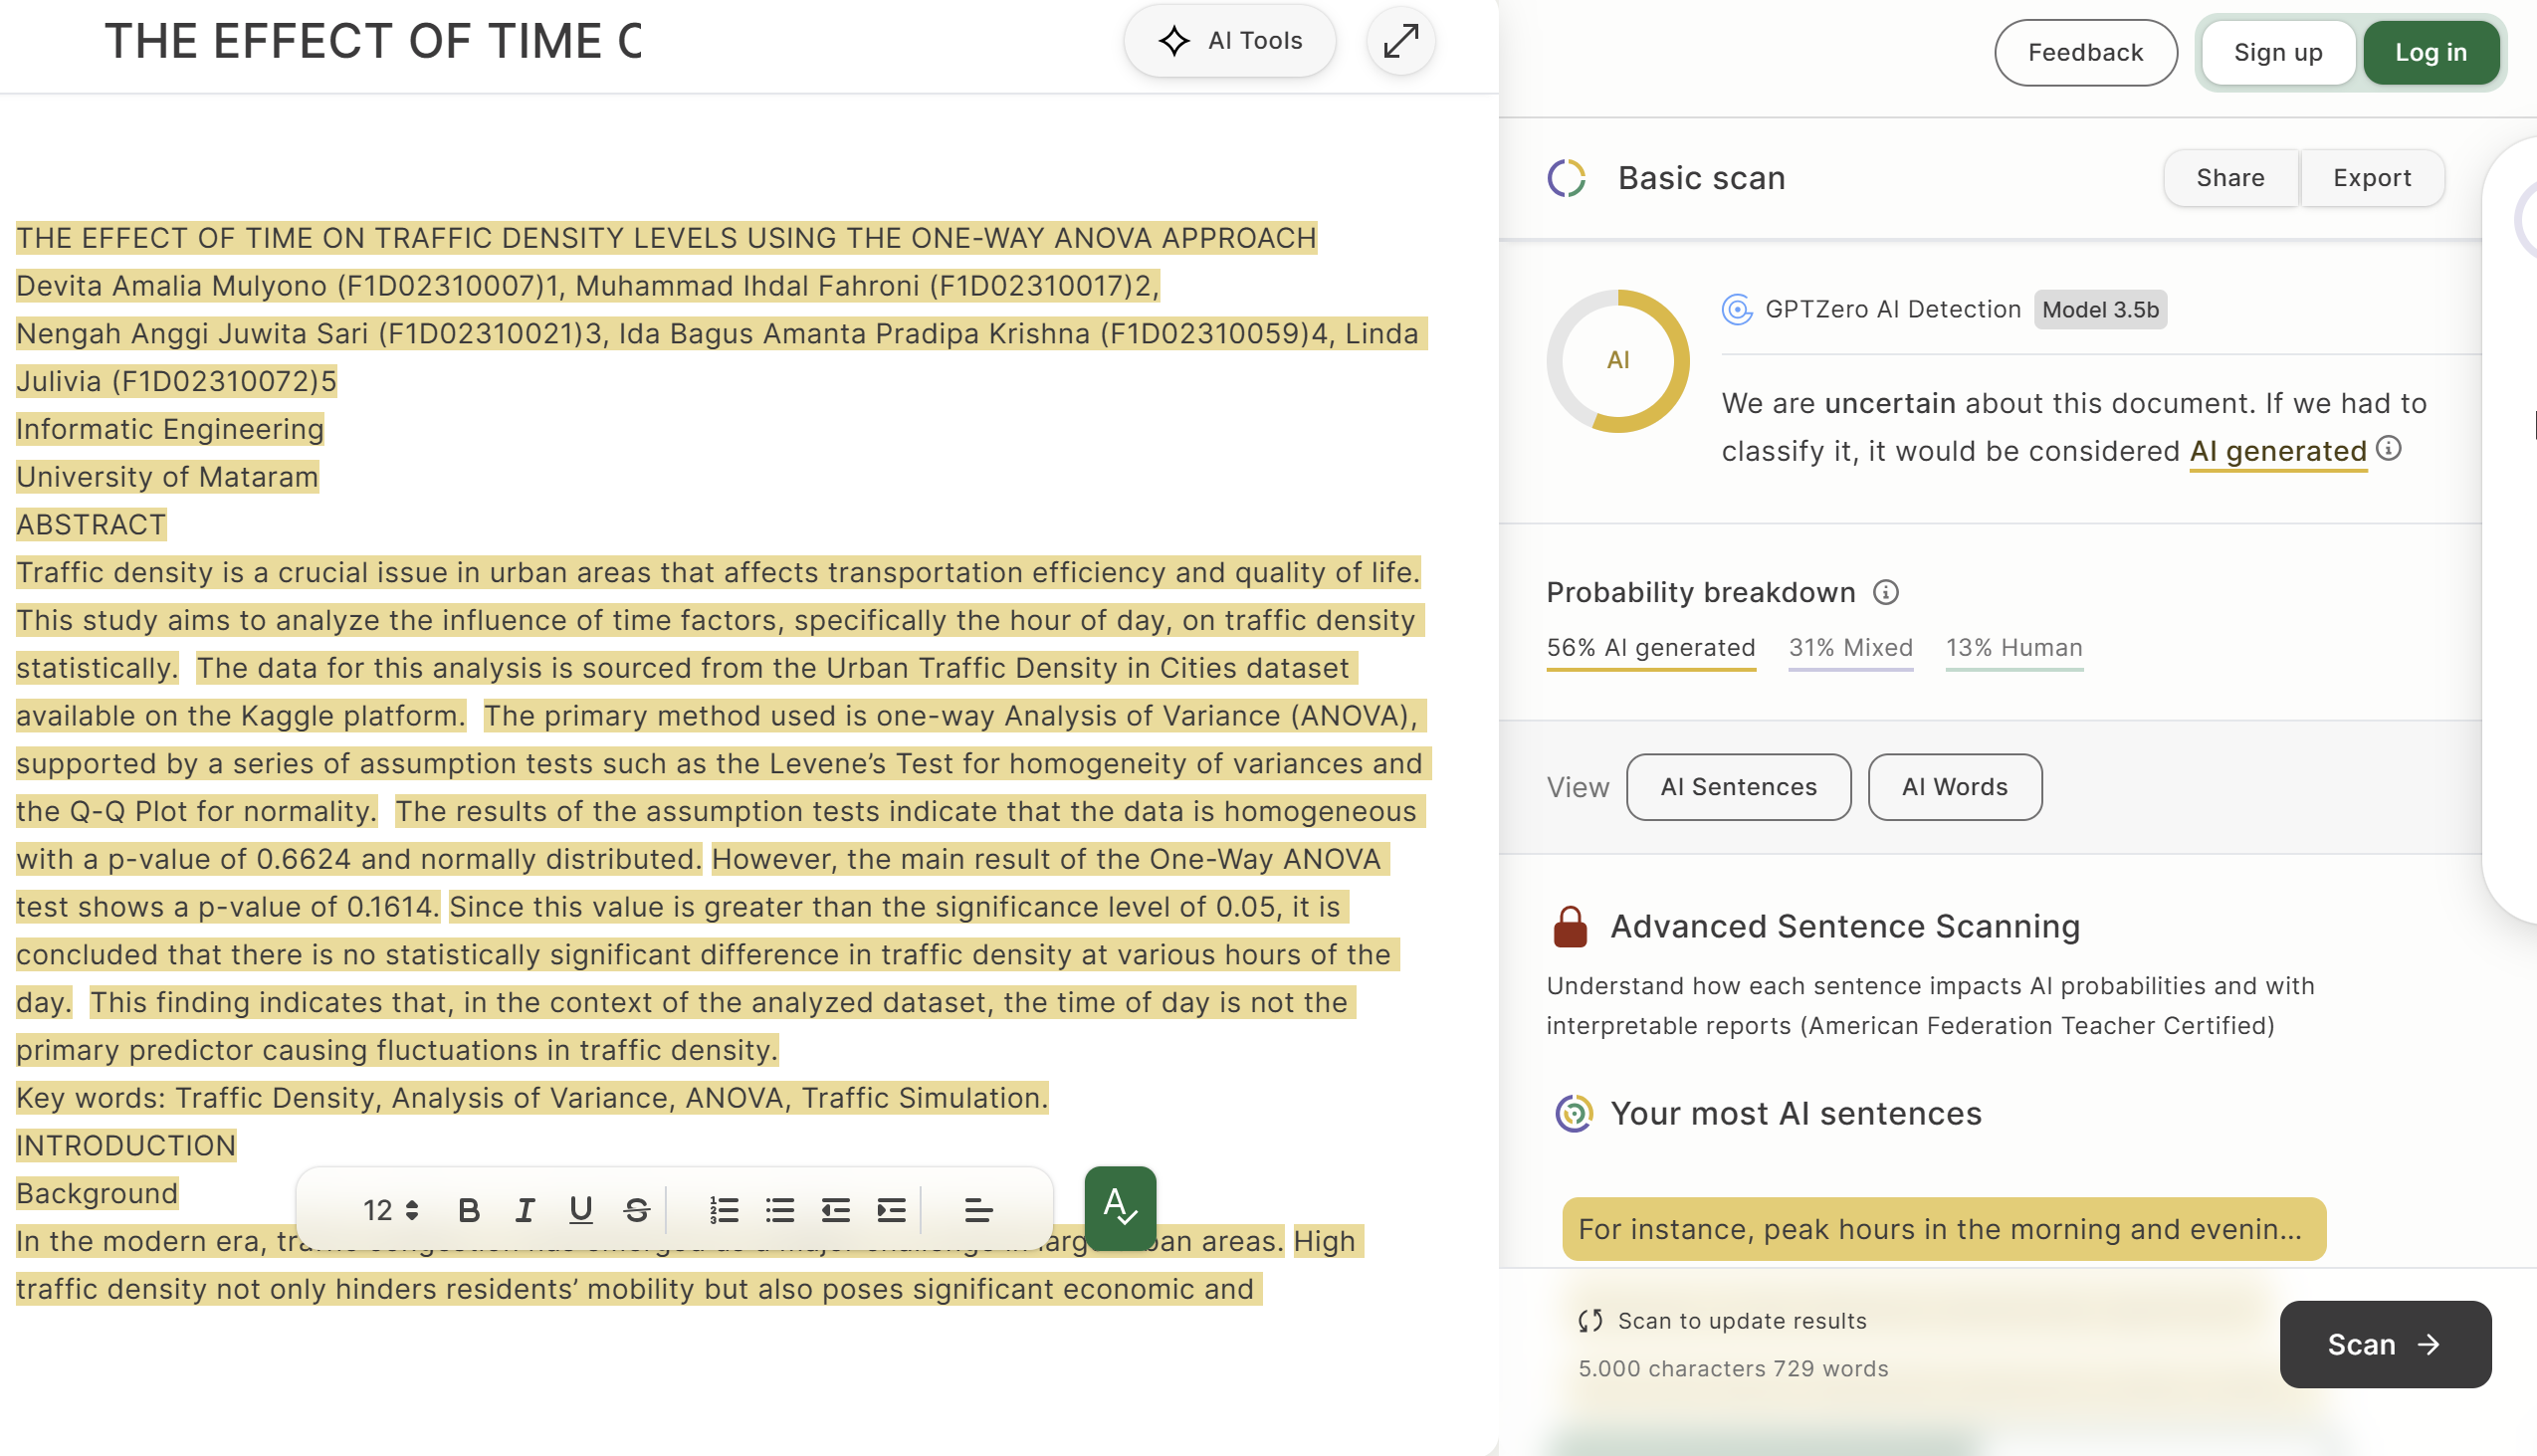 THE EFFECT OF TIME
AI Tools
Feedback
Sign up
Log in
Basic scan
Share
Export
THE EFFECT OF TIME ON TRAFFIC DENSITY LEVELS USING THE ONE-WAY ANOVA APPROACH
Devita Amalia Mulyono (F1D02310007)1, Muhammad Ihdal Fahroni (F1D02310017)2,
Nengah Anggi Juwita Sari (F1D02310021)3, Ida Bagus Amanta Pradipa Krishna (F1D02310059)4, Linda
Julivia (F1D02310072)5
Informatic Engineering
University of Mataram
ABSTRACT
Traffic density is a crucial issue in urban areas that affects transportation efficiency and quality of life.
This study aims to analyze the influence of time factors, specifically the hour of day, on traffic density
statistically. The data for this analysis is sourced from the Urban Traffic Density in Cities dataset
available on the Kaggle platform. The primary method used is one-way Analysis of Variance (ANOVA),
supported by a series of assumption tests such as the Levene’s Test for homogeneity of variances and
the Q-Q Plot for normality. The results of the assumption tests indicate that the data is homogeneous
with a p-value of 0.6624 and normally distributed. However, the main result of the One-Way ANOVA
test shows a p-value of 0.1614. Since this value is greater than the significance level of 0.05, it is
concluded that there is no statistically significant difference in traffic density at various hours of the
day. This finding indicates that, in the context of the analyzed dataset, the time of day is not the
primary predictor causing fluctuations in traffic density.
Key words: Traffic Density, Analysis of Variance, ANOVA, Traffic Simulation.
INTRODUCTION
Background
12 B I U S
In the modern era, areas. High
traffic density not only hinders residents’ mobility but also poses significant economic and
AI
GPTZero AI Detection Model 3.5b
We are uncertain about this document. If we had to
classify it, it would be considered AI generated
Probability breakdown
56% AI generated 31% Mixed 13% Human
View AI Sentences AI Words
Advanced Sentence Scanning
Understand how each sentence impacts AI probabilities and with
interpretable reports (American Federation Teacher Certified)
Your most AI sentences
For instance, peak hours in the morning and evenin...
Scan to update results
5.000 characters 729 words
Scan